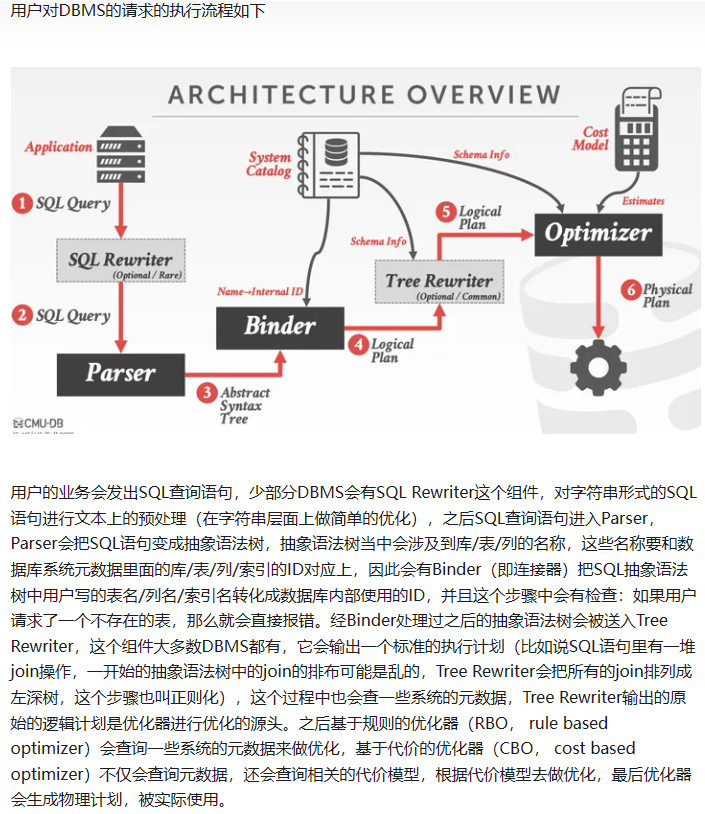 用户对DBMS的请求的执行流程如下
ARCHITECTURE OVERVIEW
Application
1 SQL Query
SQL Rewriter
(Optional / Rare)
2 SQL Query
Parser
3 Abstract
Syntax
Tree
System
Catalog
Name→Internal ID
Binder
4 Logical
Plan
Schema Info
Tree Rewriter
(Optional / Common)
5 Logical
Plan
Schema Info
Cost
Model
Estimates
Optimizer
6 Physical
Plan
CMU-DB
用户的业务会发出SQL查询语句，少部分DBMS会有SQL Rewriter这个组件，对字符串形式的SQL
语句进行文本上的预处理（在字符串层面上做简单的优化），之后SQL查询语句进入Parser，
Parser会把SQL语句变成抽象语法树，抽象语法树当中会涉及到库/表/列的名称，这些名称要和数
据库系统元数据里面的库/表/列/索引的ID对应上，因此会有Binder（即连接器）把SQL抽象语法
树中用户写的表名/列名/索引名转化成数据库内部使用的ID，并且这个步骤中会有检查：如果用户
请求了一个不存在的表，那么就会直接报错。经Binder处理过之后的抽象语法树会被送入Tree
Rewriter，这个组件大多数DBMS都有，它会输出一个标准的执行计划（比如说SQL语句里有一堆
join操作，一开始的抽象语法树中的join的排布可能是乱的，Tree Rewriter会把所有的join排列成
左深树，这个步骤也叫正则化），这个过程中也会查一些系统的元数据，Tree Rewriter输出的原
始的逻辑计划是优化器进行优化的源头。之后基于规则的优化器（RBO， rule based
optimizer）会查询一些系统的元数据来做优化，基于代价的优化器（CBO， cost based
optimizer）不仅会查询元数据，还会查询相关的代价模型，根据代价模型去做优化，最后优化器
会生成物理计划，被实际使用。